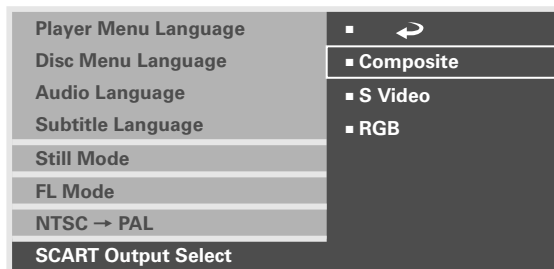 Player Menu Language
Disc Menu Language
Audio Language
Subtitle Language
Still Mode
FL Mode
NTSC → PAL
SCART Output Select
Composite
S Video
RGB